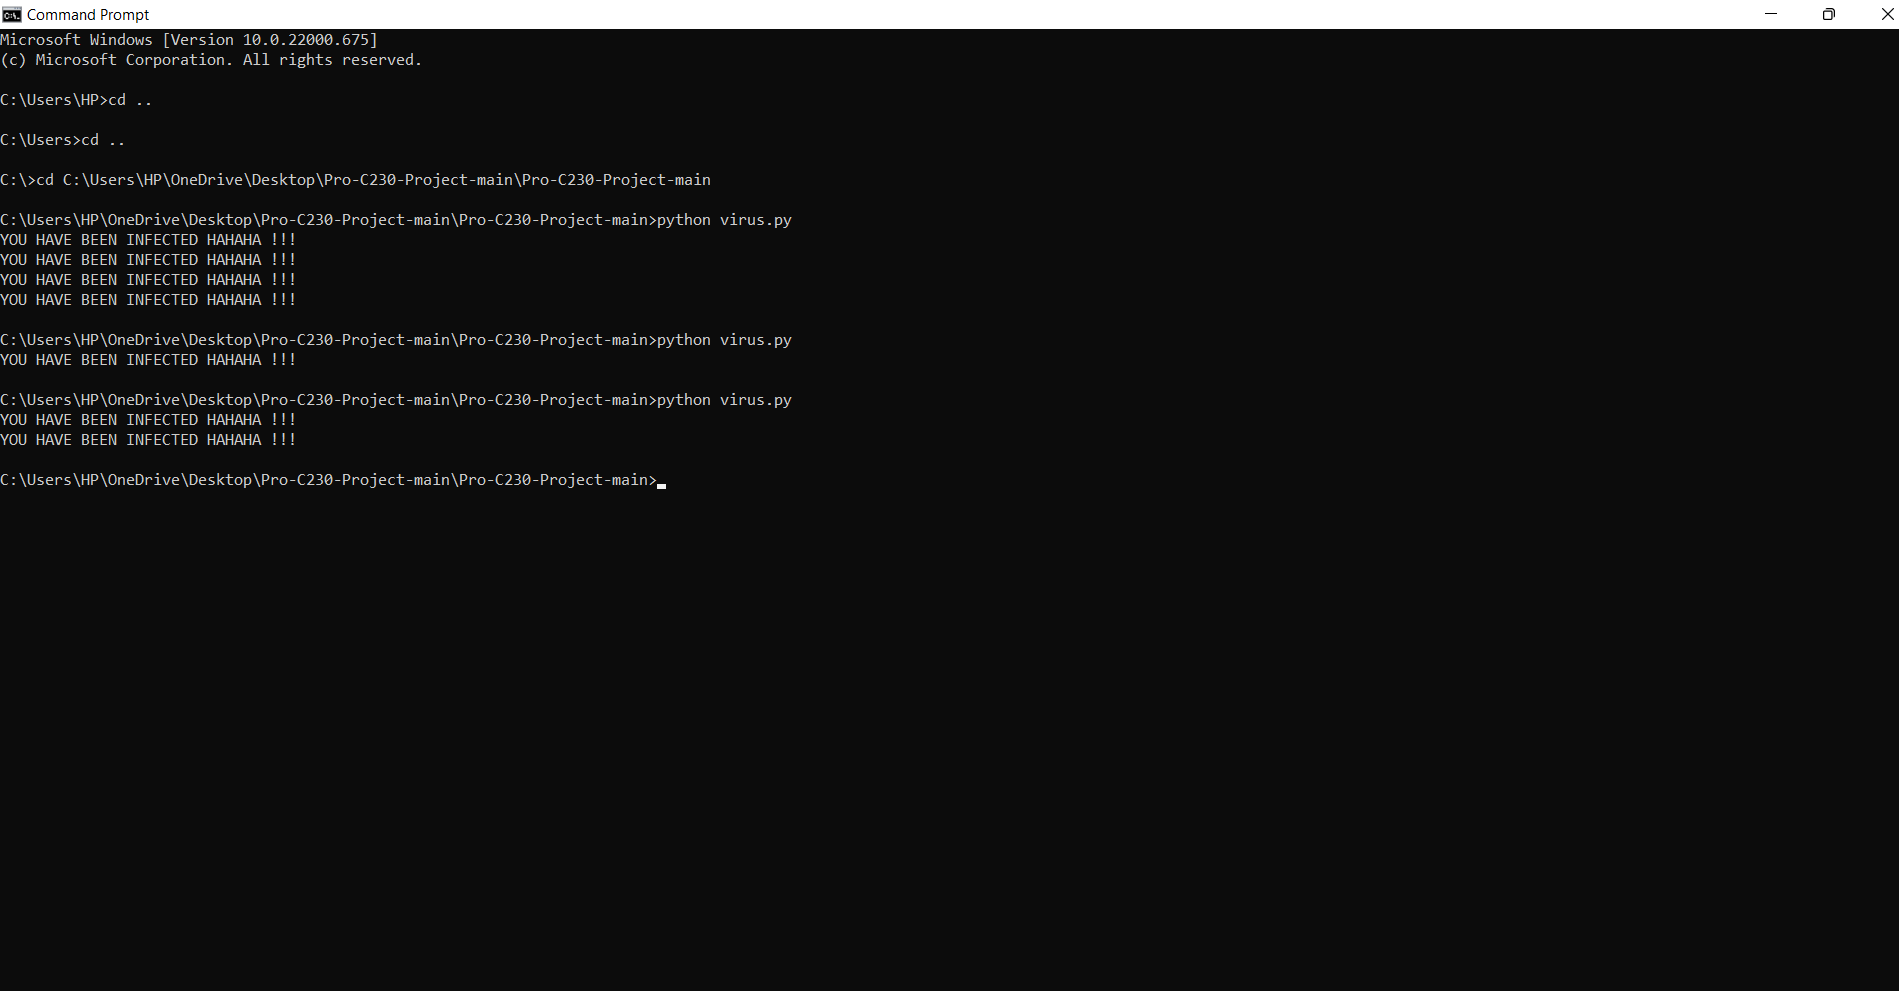 Command Prompt
Microsoft Windows [Version 10.0.22000.675]
(c) Microsoft Corporation. All rights reserved.
C:\Users\HP>cd ..
C:\Users>cd ..
C:\>cd C:\Users\HP\OneDrive\Desktop\Pro-C230-Project-main\Pro-C230-Project-main
C:\Users\HP\OneDrive\Desktop\Pro-C230-Project-main\Pro-C230-Project-main>python virus.py
YOU HAVE BEEN INFECTED HAHAHA !!!
YOU HAVE BEEN INFECTED HAHAHA !!!
YOU HAVE BEEN INFECTED HAHAHA !!!
YOU HAVE BEEN INFECTED HAHAHA !!!
C:\Users\HP\OneDrive\Desktop\Pro-C230-Project-main\Pro-C230-Project-main>python virus.py
YOU HAVE BEEN INFECTED HAHAHA !!!
C:\Users\HP\OneDrive\Desktop\Pro-C230-Project-main\Pro-C230-Project-main>python virus.py
YOU HAVE BEEN INFECTED HAHAHA !!!
YOU HAVE BEEN INFECTED HAHAHA !!!
C:\Users\HP\OneDrive\Desktop\Pro-C230-Project-main\Pro-C230-Project-main>